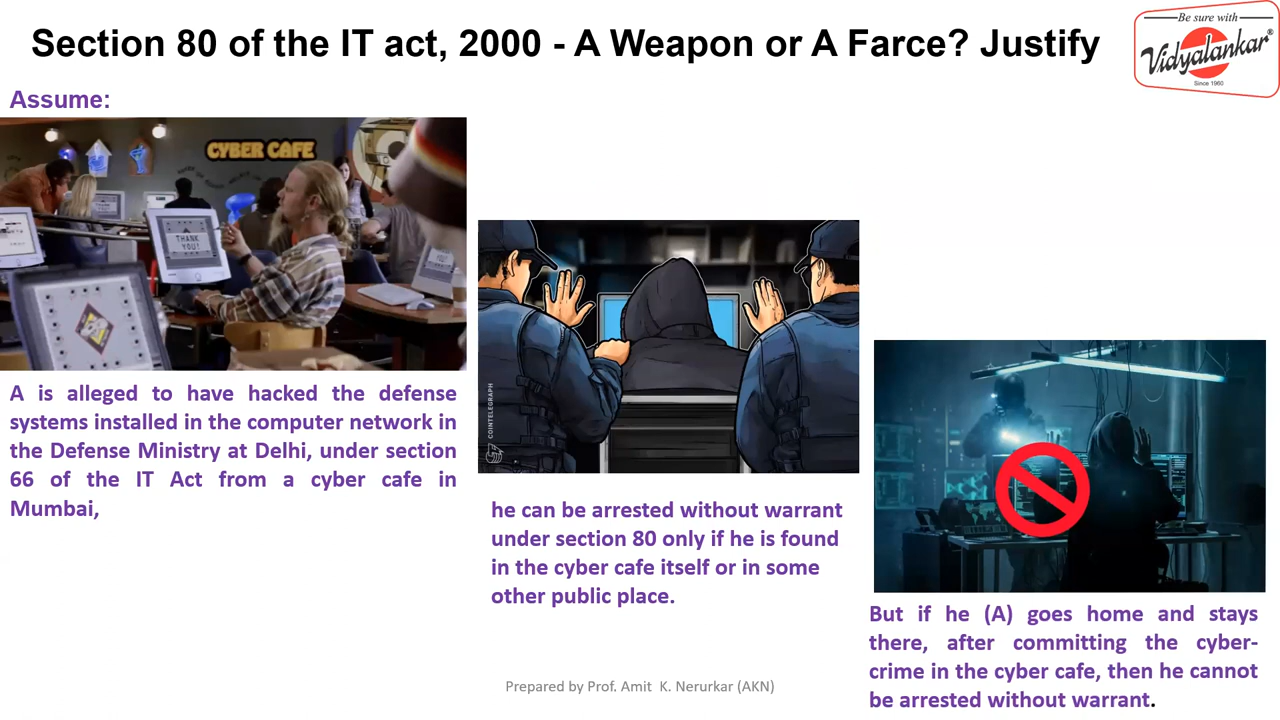 Section 80 of the IT act, 2000 - A Weapon or A Farce? Justify
Be sure with
Vidyalankar®
Since 1960
Assume:
CYBER CAFE
THANK
YOU!
COINTELEGRAPH
A is alleged to have hacked the defense
systems installed in the computer network in
the Defense Ministry at Delhi, under section
66 of the IT Act from a cyber cafe in
Mumbai,
he can be arrested without warrant
under section 80 only if he is found
in the cyber cafe itself or in some
other public place.
But if he (A) goes home and stays
there, after committing the cyber-
crime in the cyber cafe, then he cannot
be arrested without warrant.
Prepared by Prof. Amit K. Nerurkar (AKN)